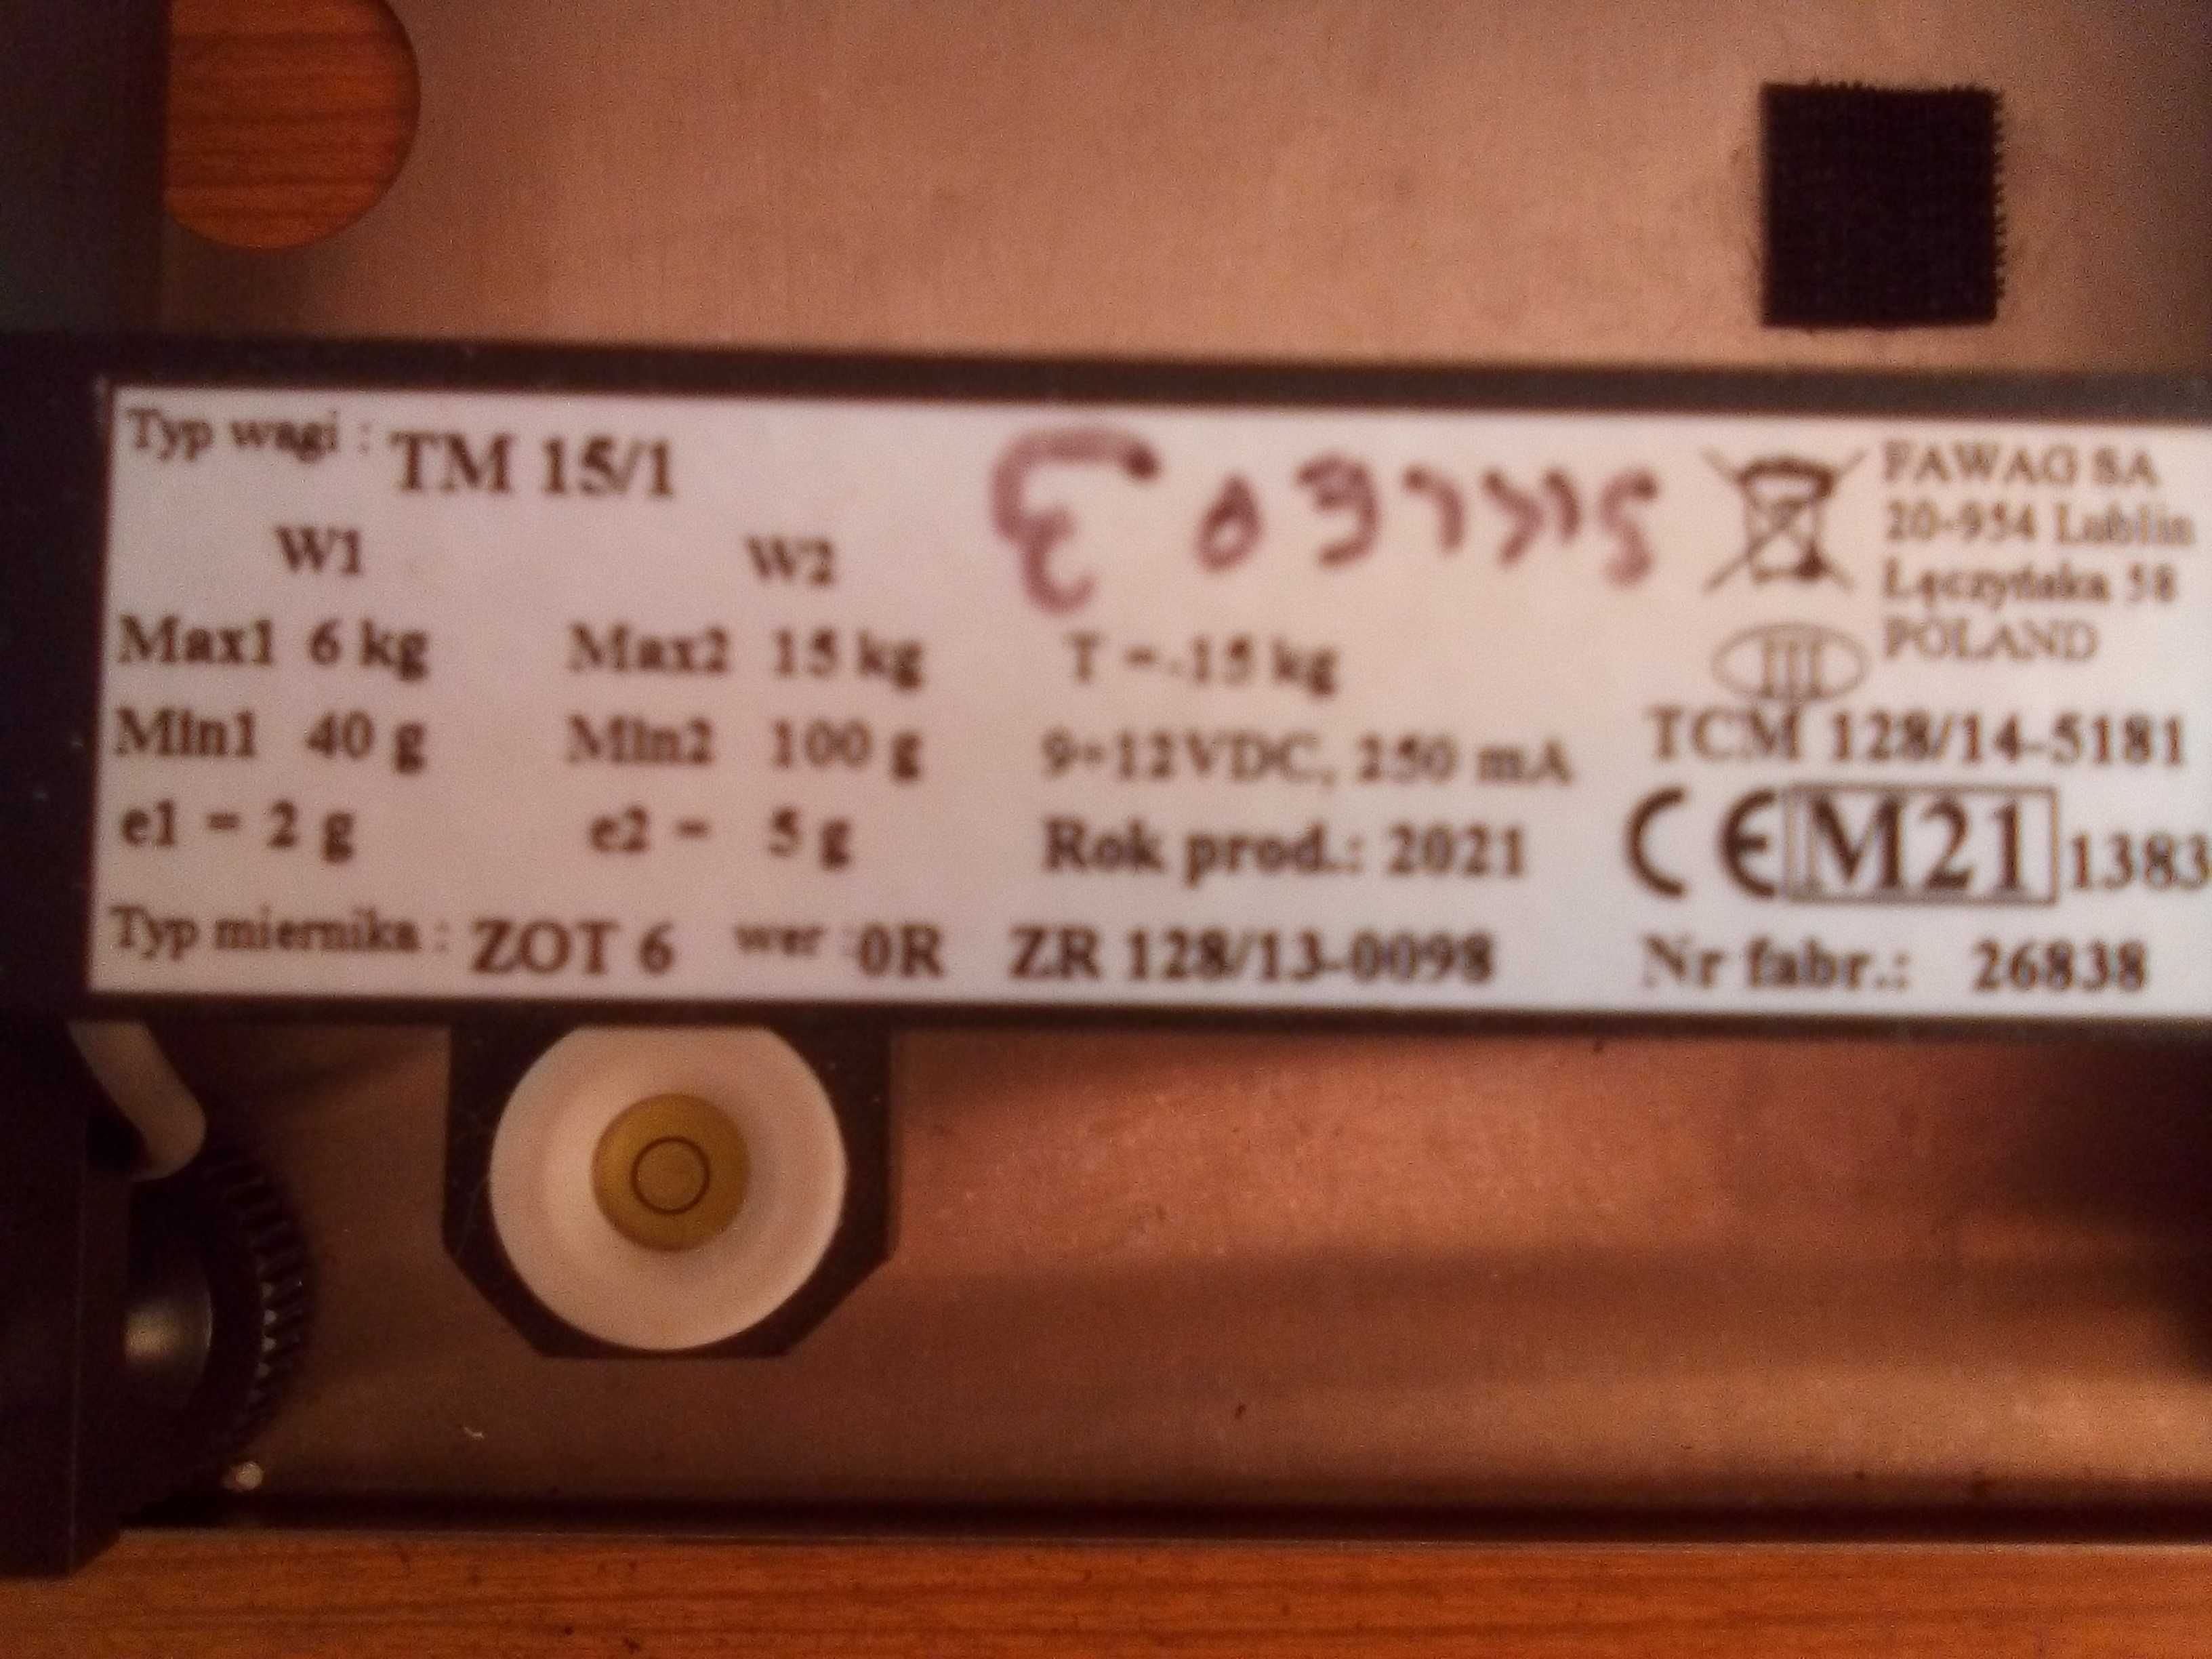 Typ wagi : TM 15/1
W1 W2
Max1 6 kg Max2 15 kg T =-15 kg
Min1 40 g Min2 100 g 9÷12VDC, 250 mA
e1 = 2 g e2 = 5 g Rok prod.: 2021
Typ miernika : ZOT 6 wer :0R ZR 128/13-0098
FAWAG SA
20-954 Lublin
Łęczyńska 58
POLAND
III
TCM 128/14-5181
CE M21 1383
Nr fabr.: 26838